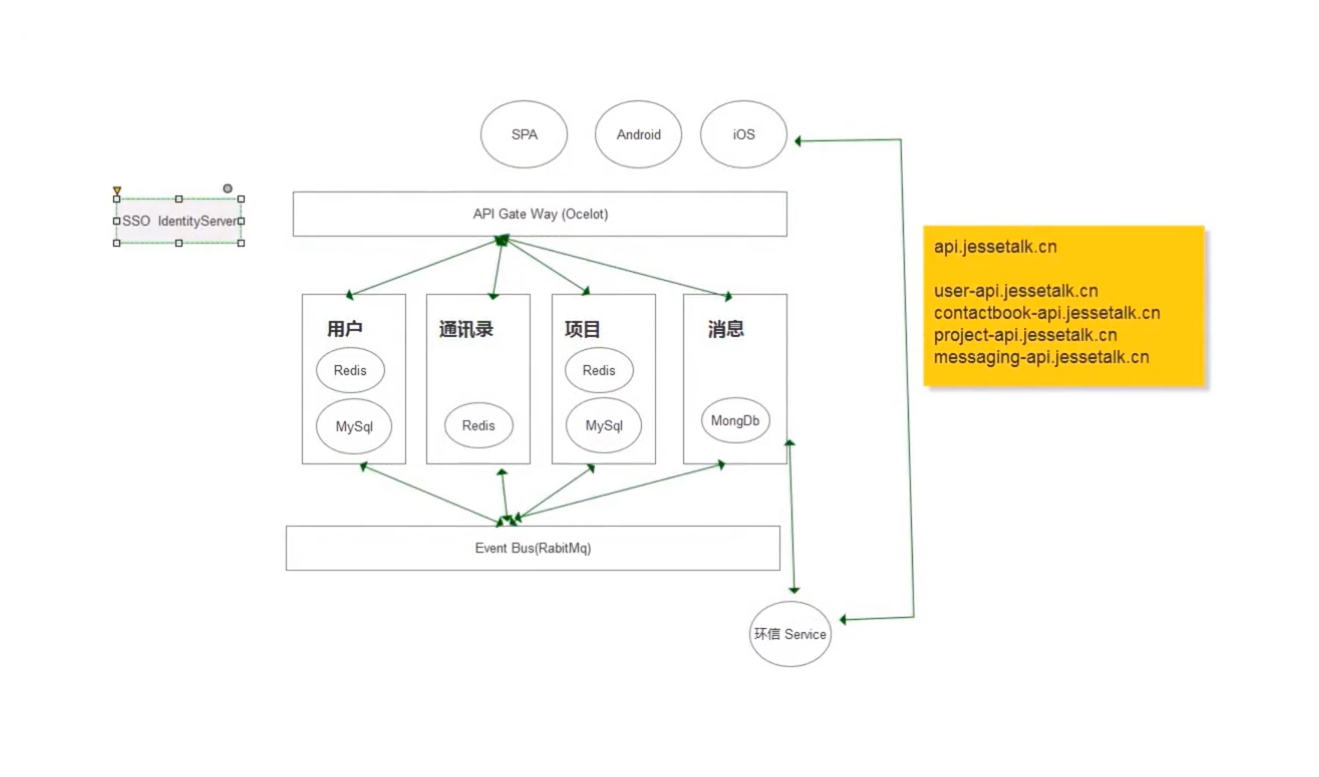 SPA
Android
iOS
SSO IdentityServer
API Gate Way (Ocelot)
api.jessetalk.cn
user-api.jessetalk.cn
contactbook-api.jessetalk.cn
project-api.jessetalk.cn
messaging-api.jessetalk.cn
用户
Redis
MySql
通讯录
Redis
项目
Redis
MySql
消息
MongDb
Event Bus(RabitMq)
环信 Service